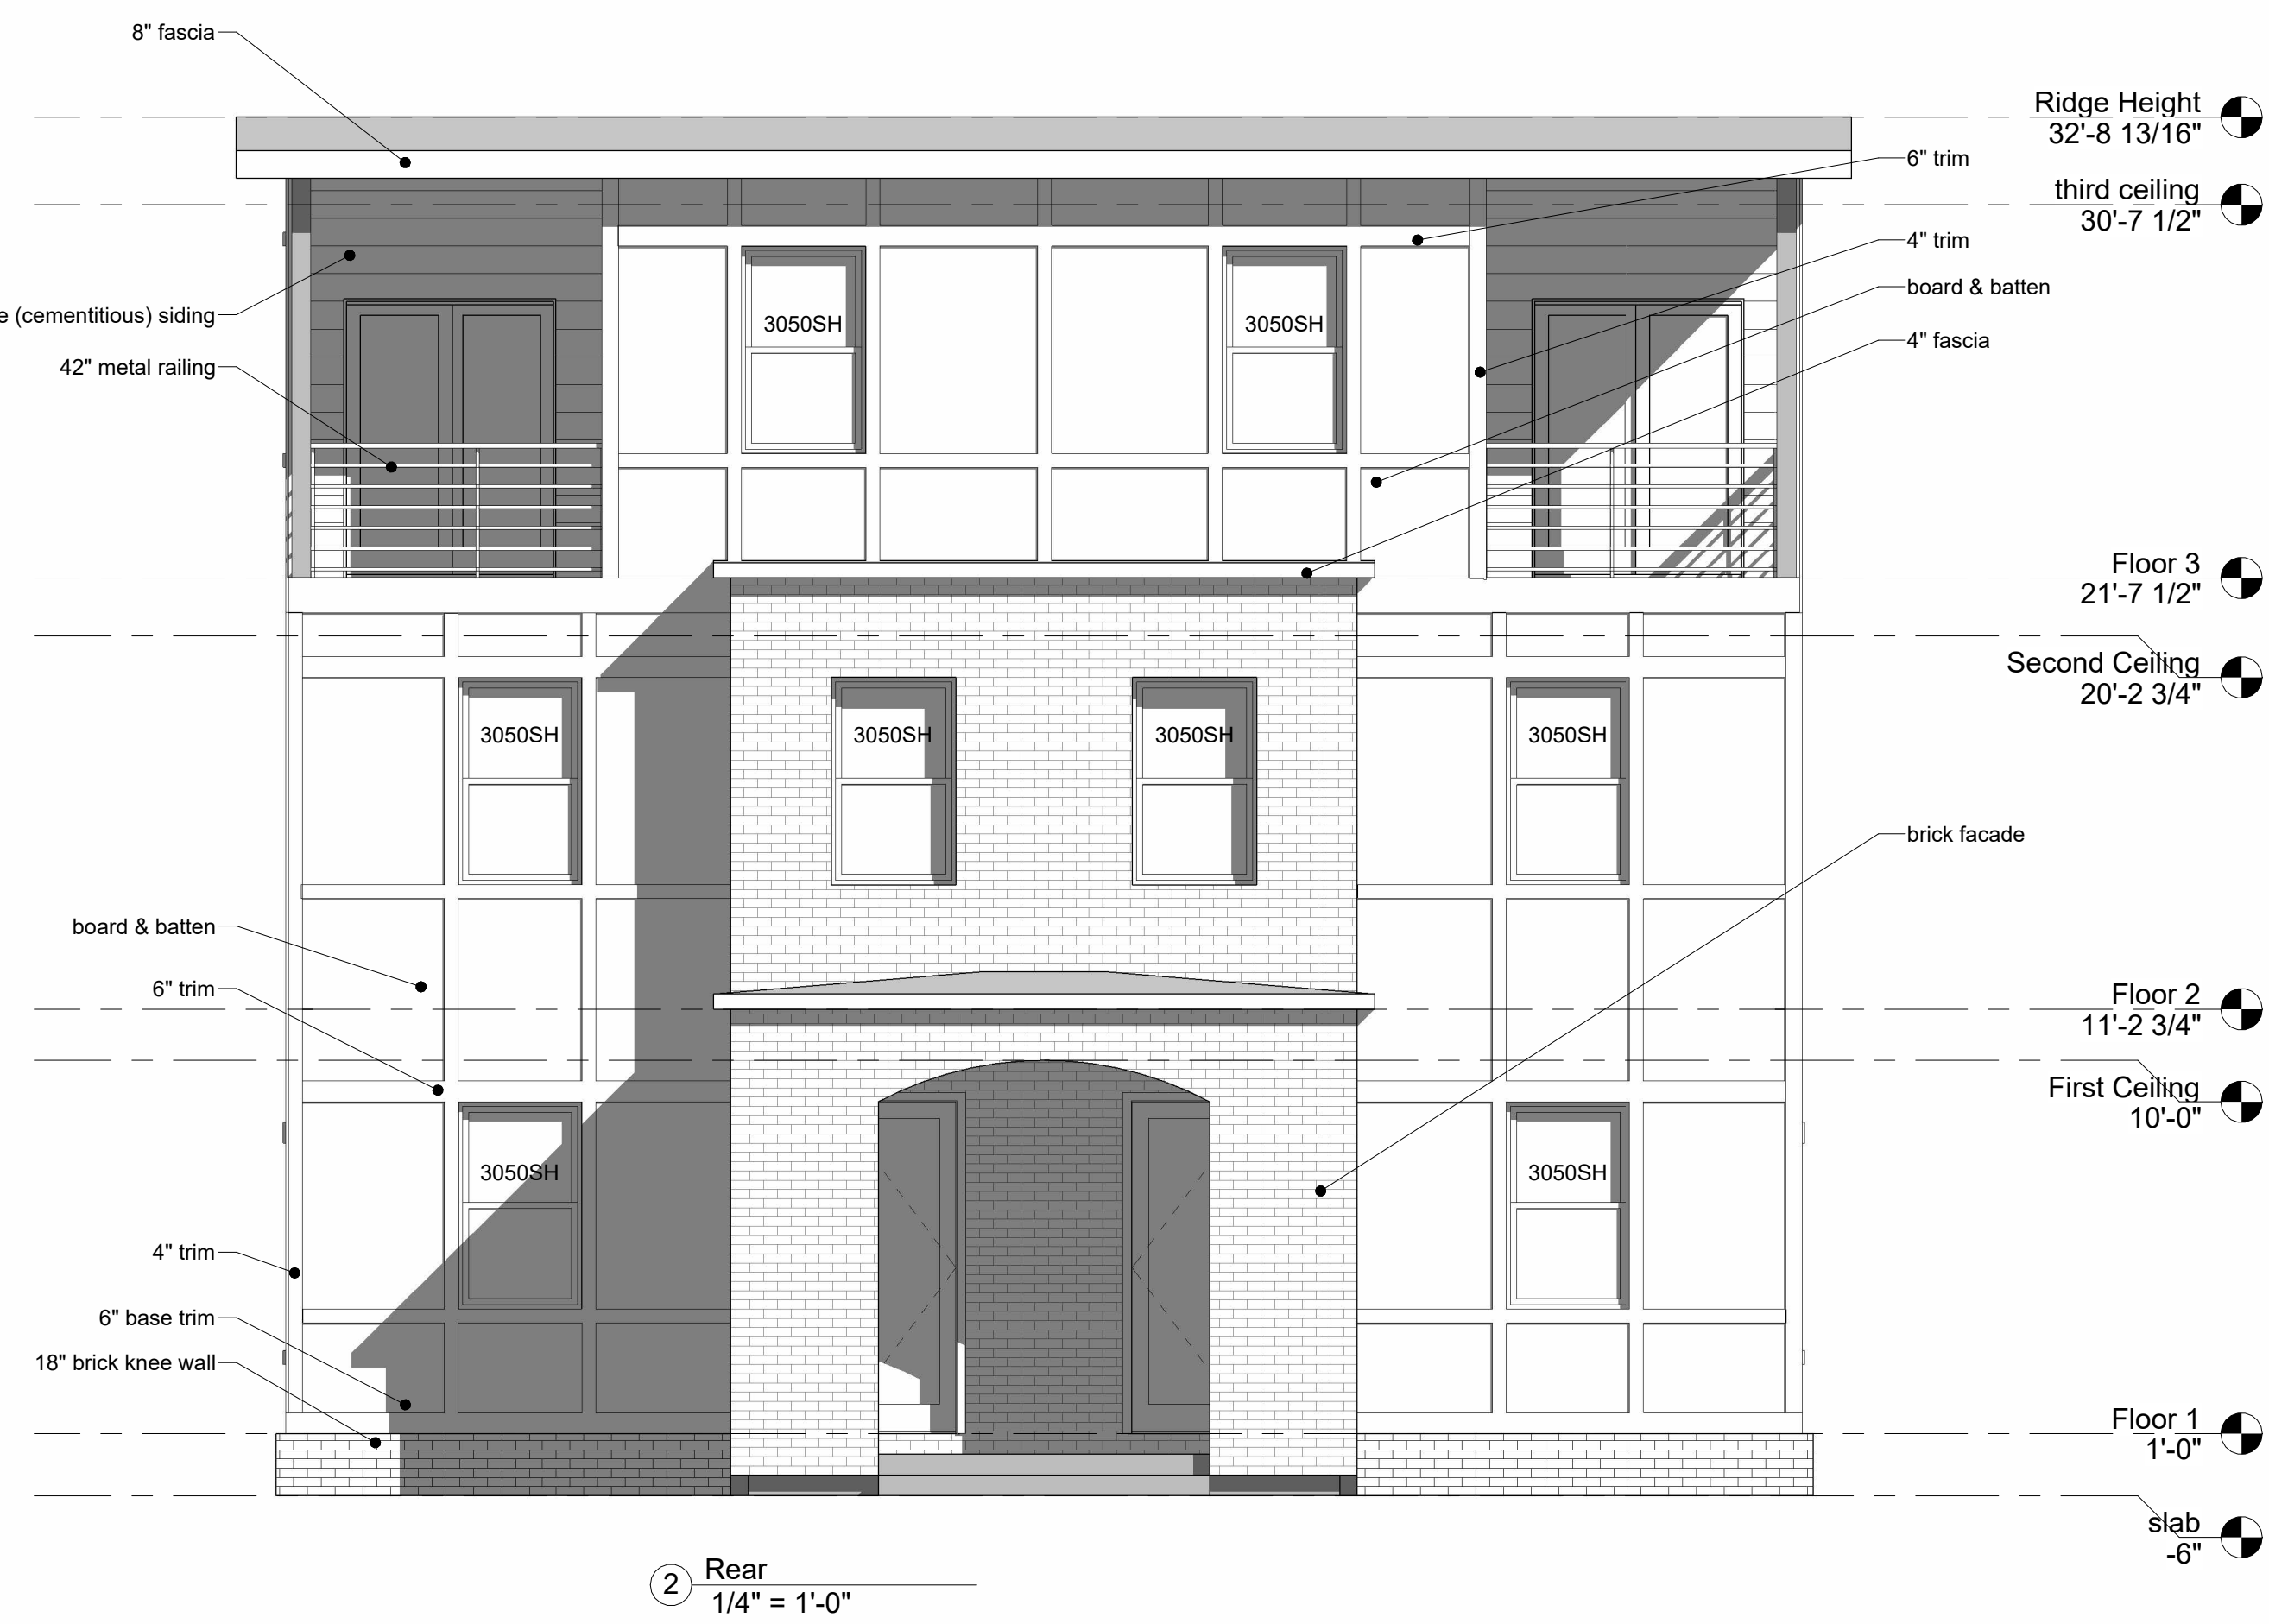 8" fascia
Ridge Height
32'-8 13/16"
6" trim
third ceiling
30'-7 1/2"
4" trim
board & batten
e (cementitious) siding
3050SH
3050SH
4" fascia
42" metal railing
Floor 3
21'-7 1/2"
Second Ceiling
20'-2 3/4"
3050SH
3050SH
3050SH
3050SH
brick facade
board & batten
6" trim
Floor 2
11'-2 3/4"
First Ceiling
10'-0"
3050SH
3050SH
4" trim
6" base trim
18" brick knee wall
Floor 1
1'-0"
slab
-6"
2
Rear
1/4" = 1'-0"